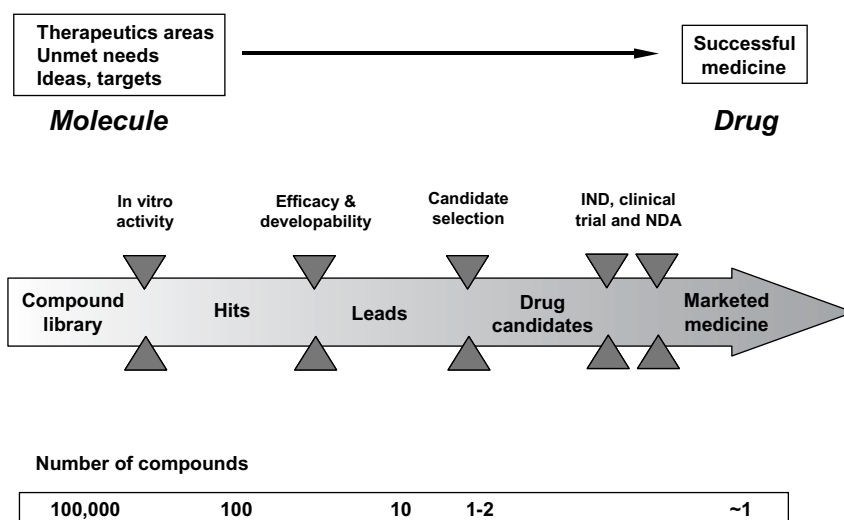 Therapeutics areas
Unmet needs
Ideas, targets
Successful
medicine
Molecule
Drug
In vitro
activity
Efficacy &
developability
Candidate
selection
IND, clinical
trial and NDA
Compound
library
Hits
Leads
Drug
candidates
Marketed
medicine
Number of compounds
100,000 100 10 1-2 ~1